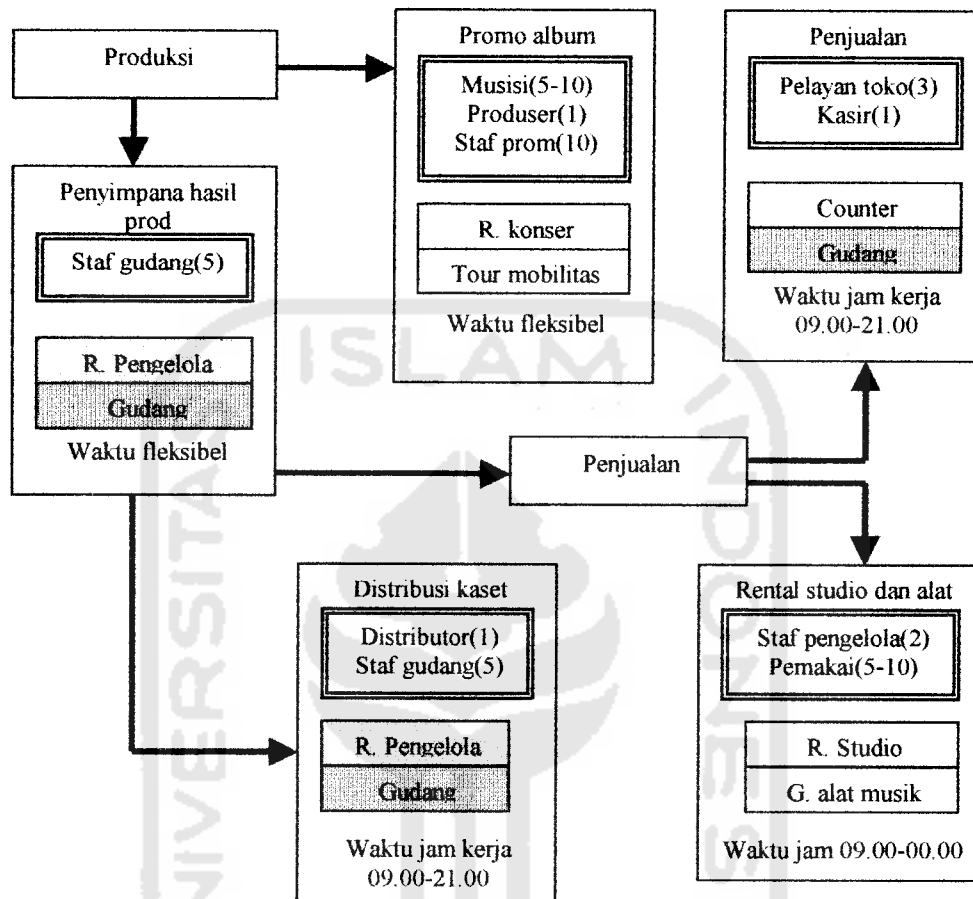 Produksi
Promo album
Musisi(5-10)
Produser(1)
Staf prom(10)
R. konser
Tour mobilitas
Waktu fleksibel
Penjualan
Pelayan toko(3)
Kasir(1)
Counter
Gudang
Waktu jam kerja
09.00-21.00
Penyimpana hasil
prod
Staf gudang(5)
R. Pengelola
Gudang
Waktu fleksibel
Penjualan
Distribusi kaset
Distributor(1)
Staf gudang(5)
R. Pengelola
Gudang
Waktu jam kerja
09.00-21.00
Rental studio dan alat
Staf pengelola(2)
Pemakai(5-10)
R. Studio
G. alat musik
Waktu jam 09.00-00.00
UNIVERSITAS
ISLAM